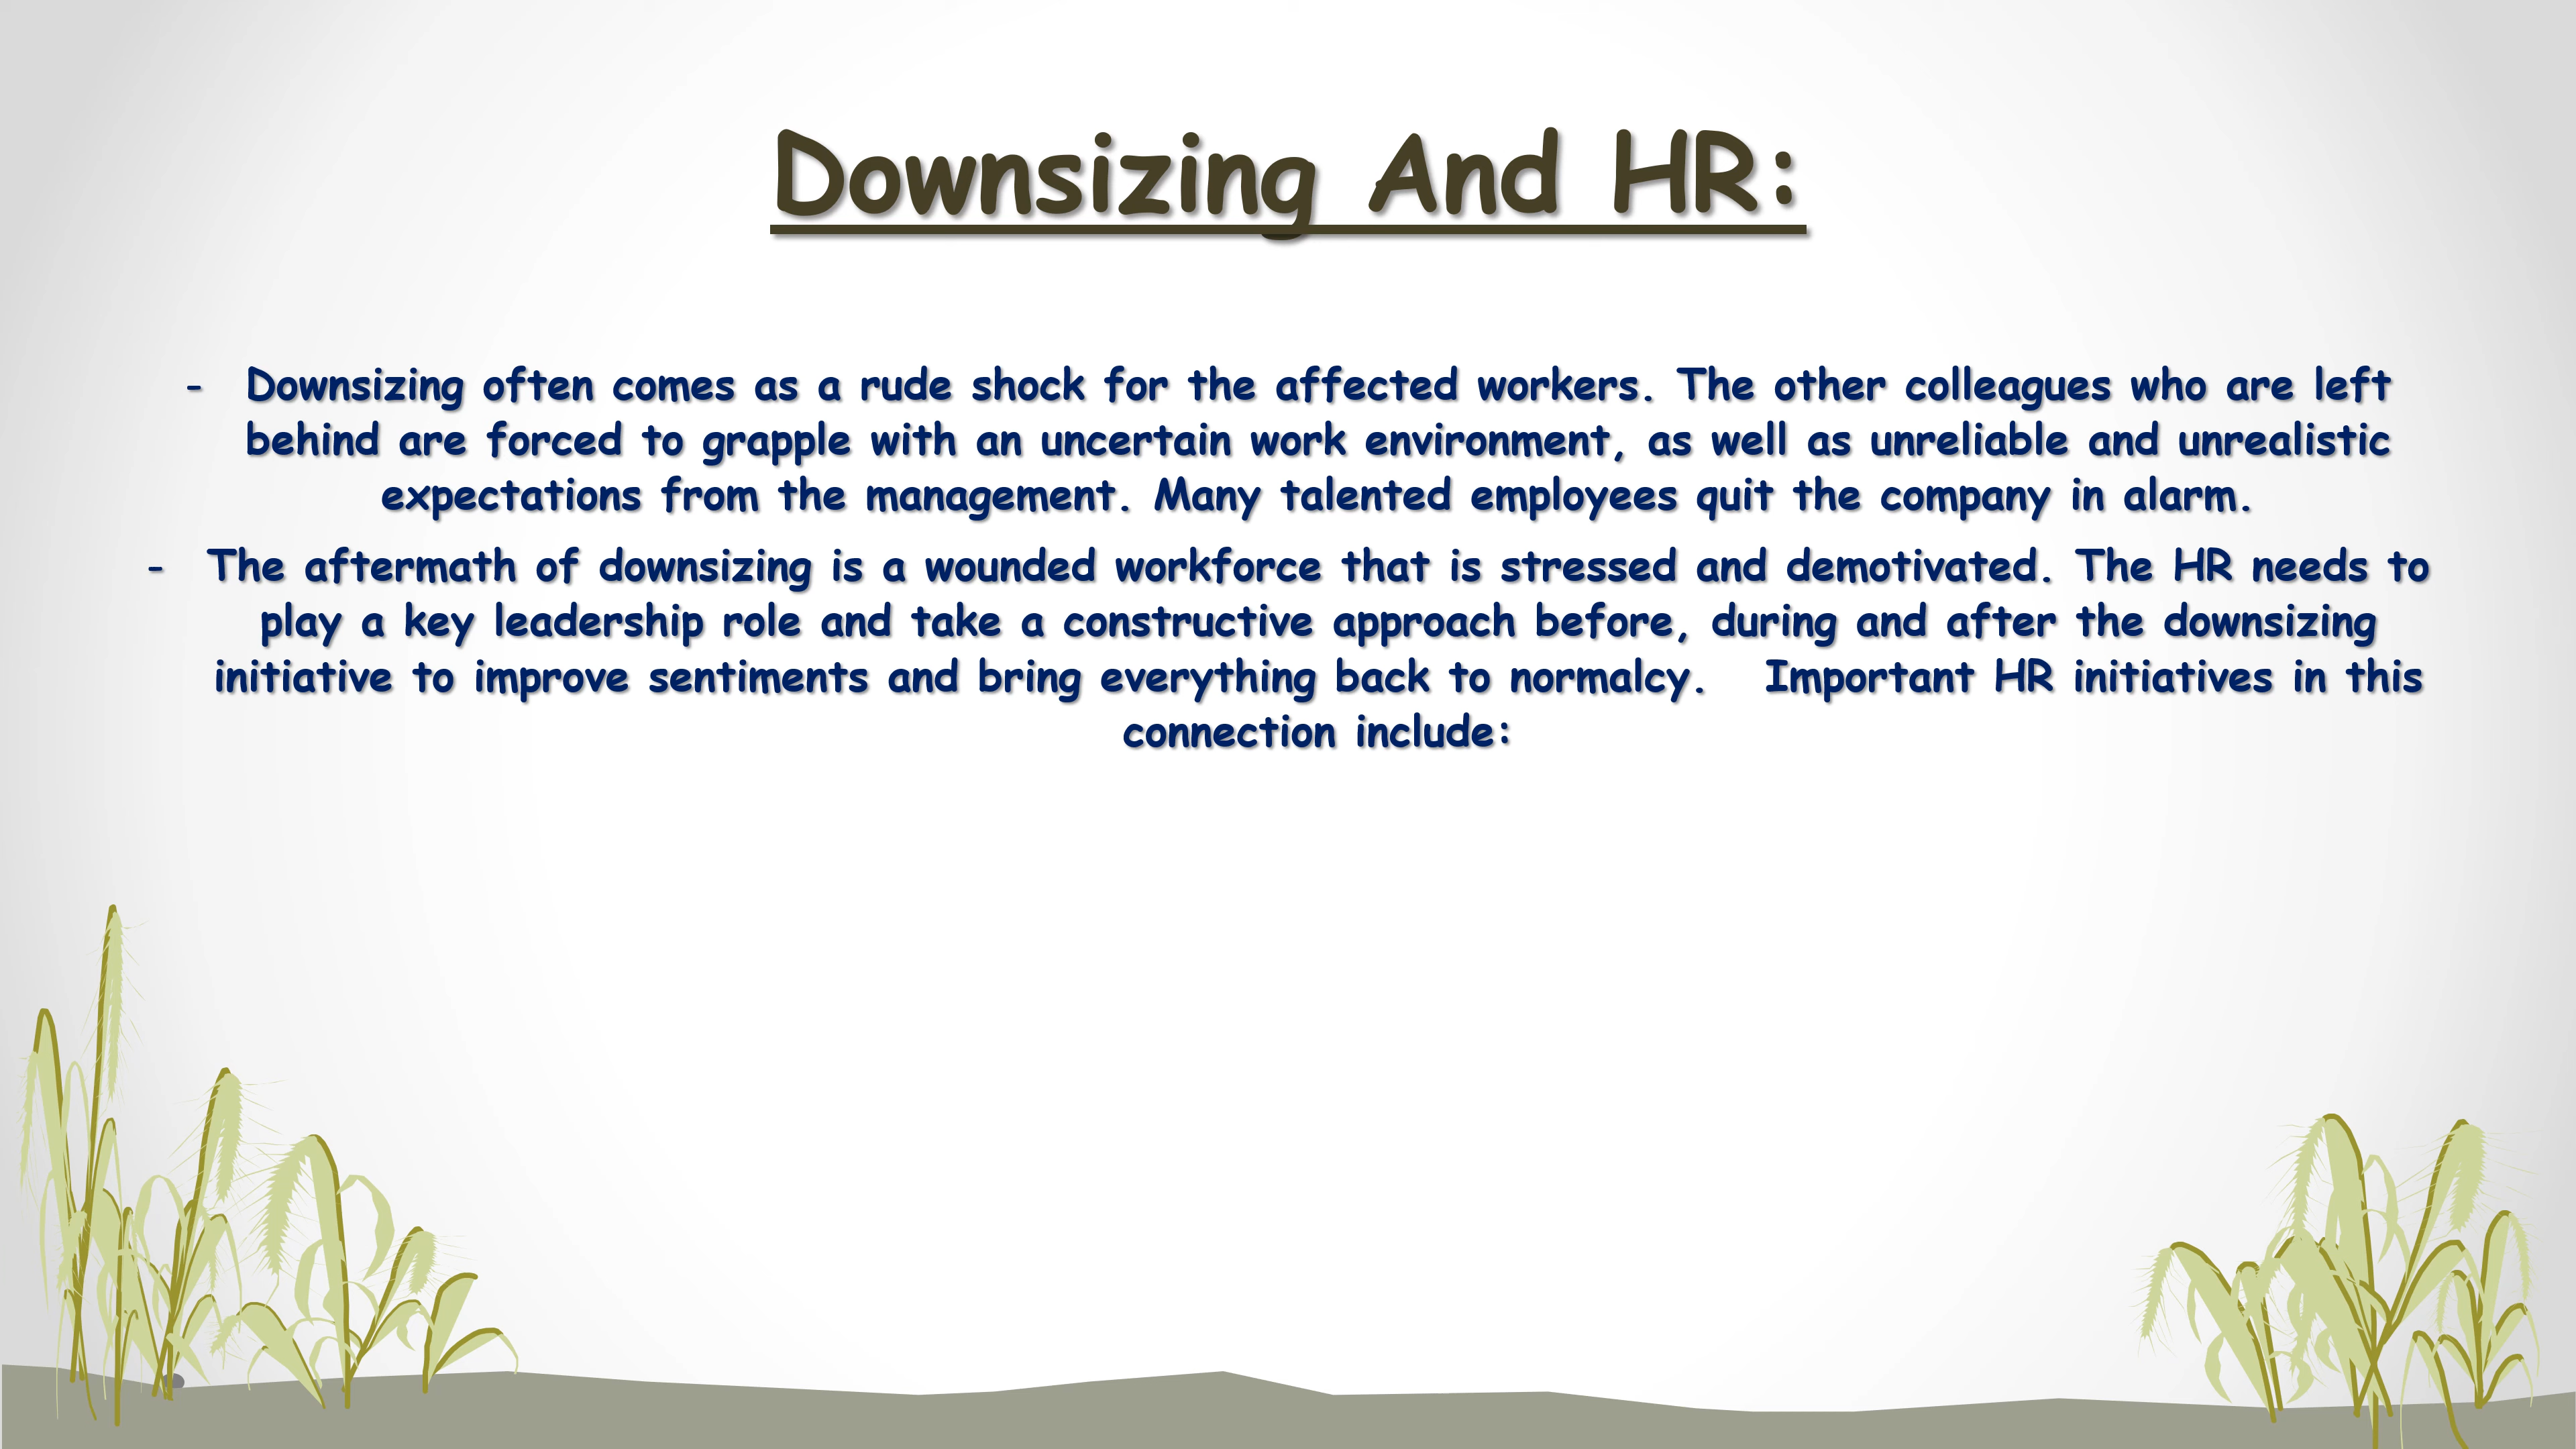 Downsizing And HR:
- Downsizing often comes as a rude shock for the affected workers. The other colleagues who are left
behind are forced to grapple with an uncertain work environment, as well as unreliable and unrealistic
expectations from the management. Many talented employees quit the company in alarm.
- The aftermath of downsizing is a wounded workforce that is stressed and demotivated. The HR needs to
play a key leadership role and take a constructive approach before, during and after the downsizing
initiative to improve sentiments and bring everything back to normalcy.   Important HR initiatives in this
connection include: